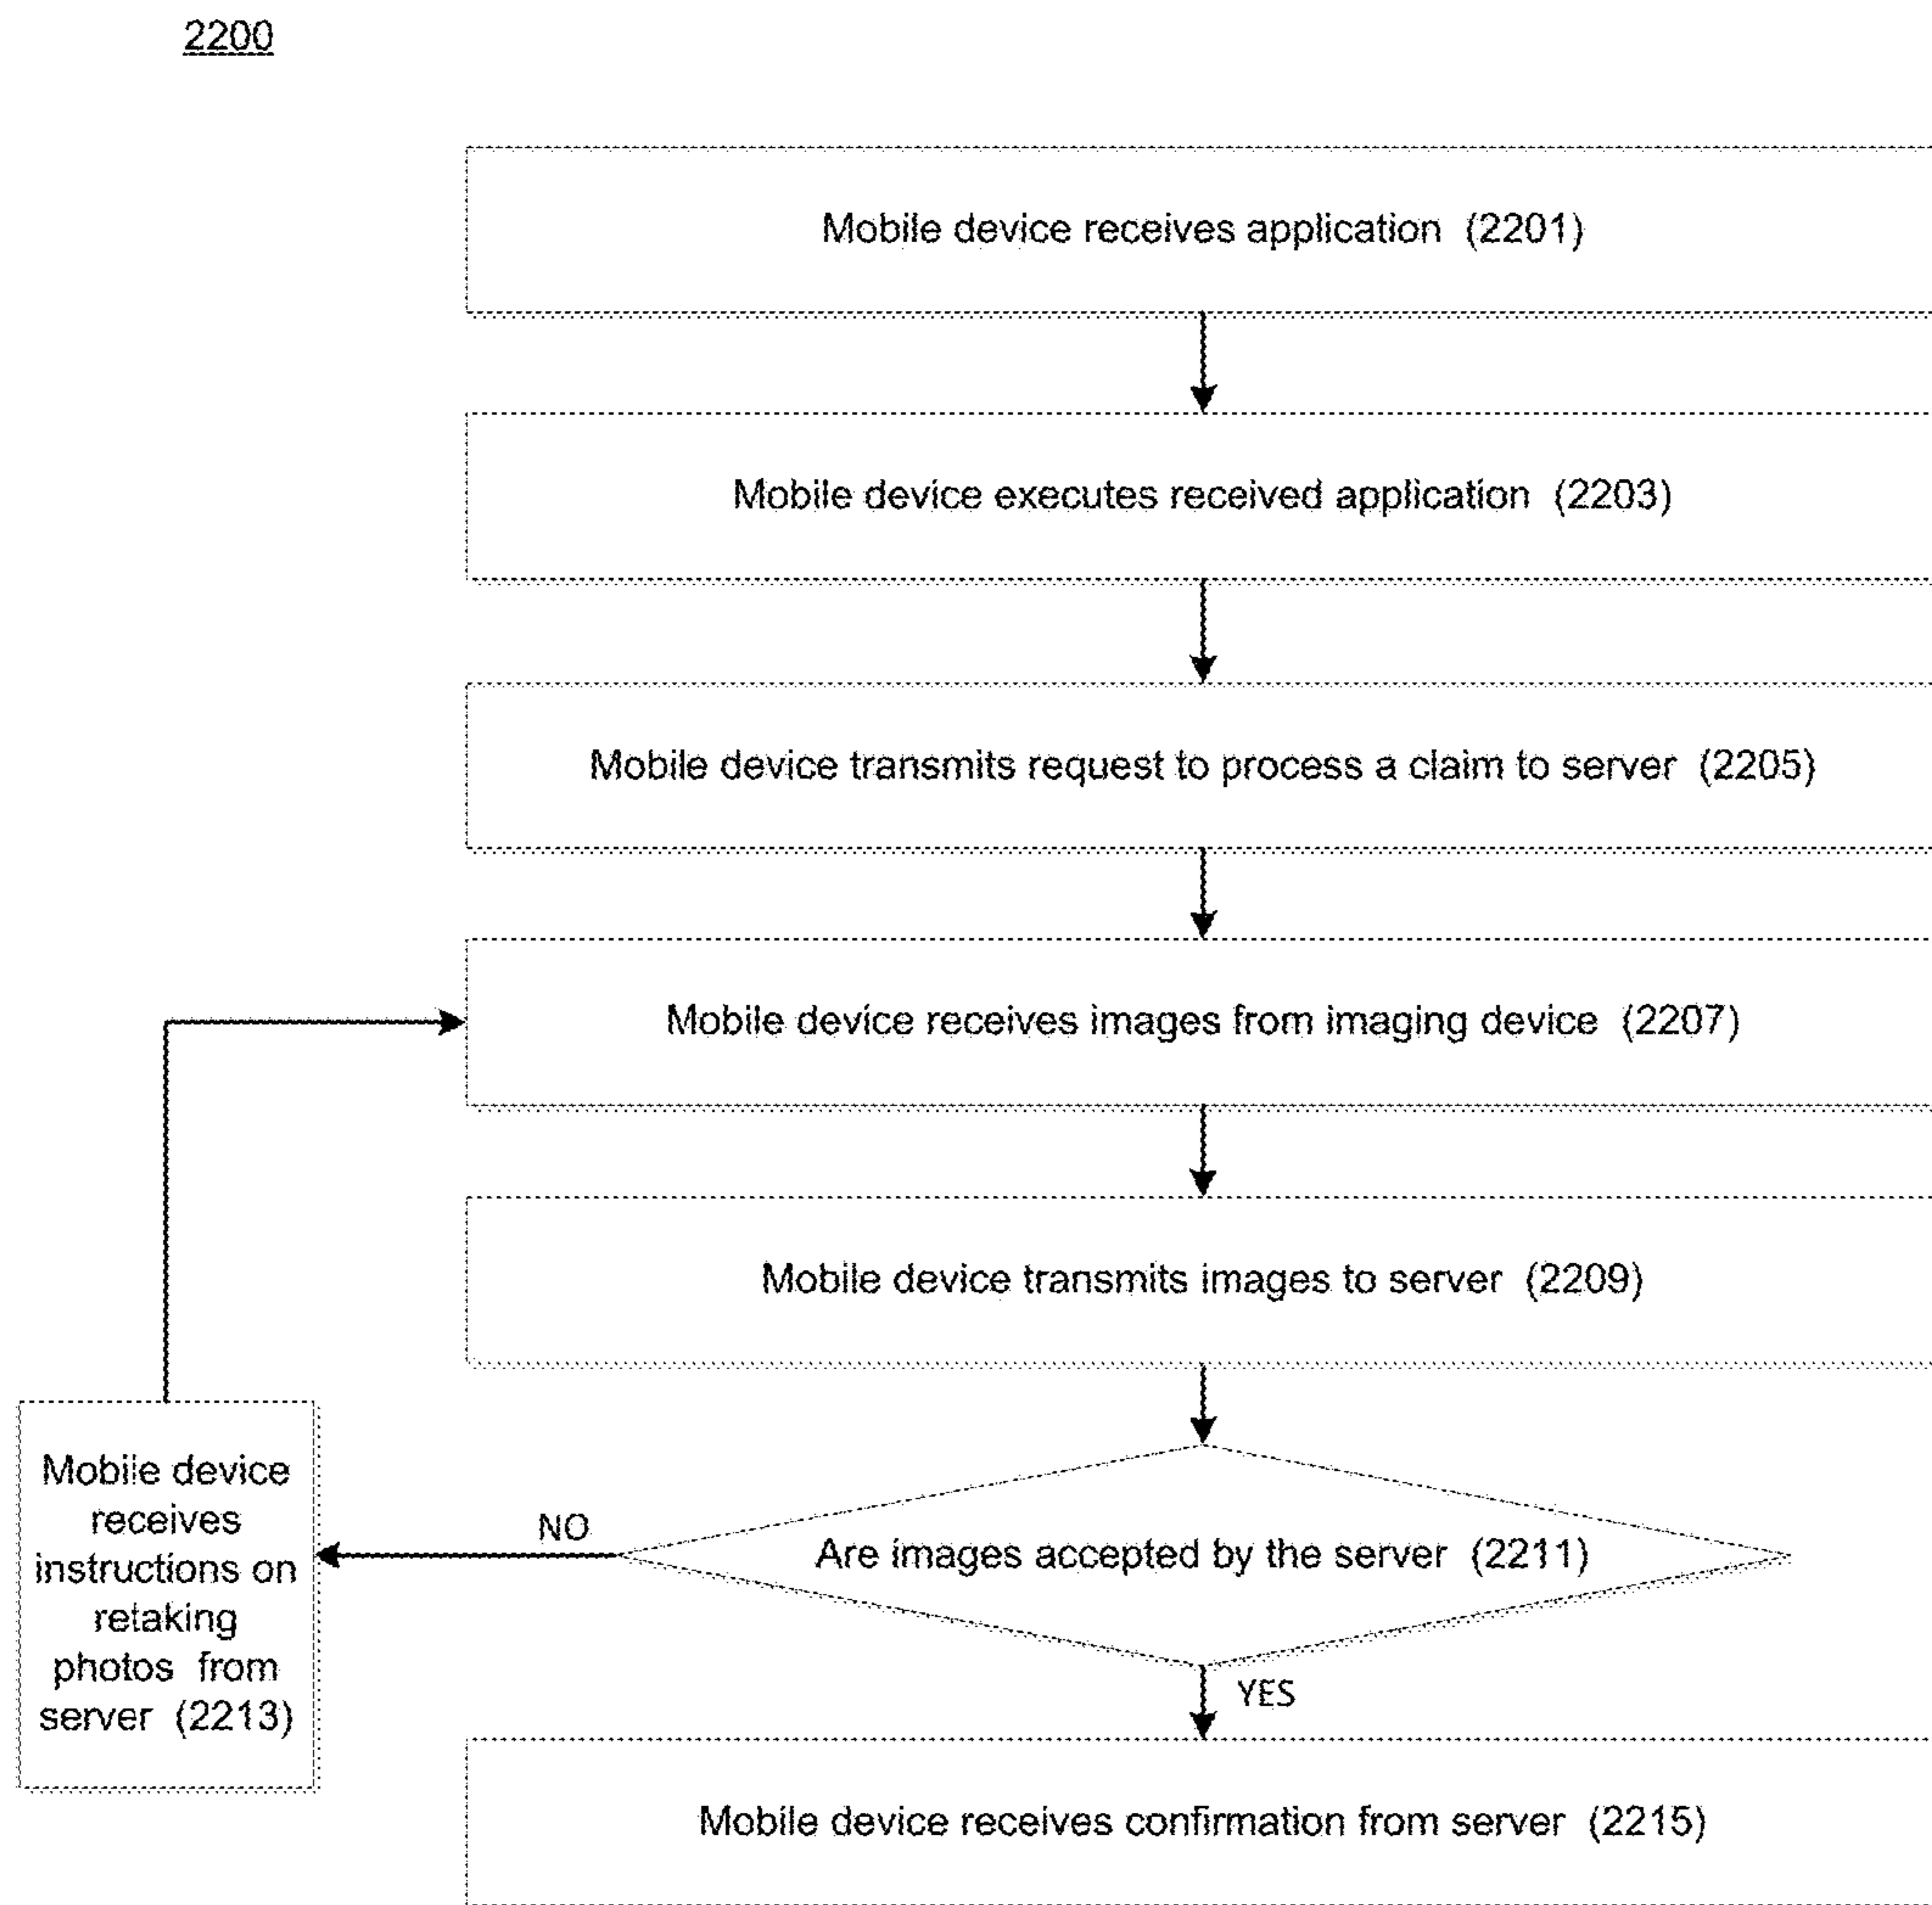 2200
Mobile device receives application (2201)
Mobile device executes received application (2203)
Mobile device transmits request to process a claim to server (2205)
Mobile device receives images from imaging device (2207)
Mobile device transmits images to server (2209)
Are images accepted by the server (2211)
NO
Mobile device
receives
instructions on
retaking
photos from
server (2213)
YES
Mobile device receives confirmation from server (2215)